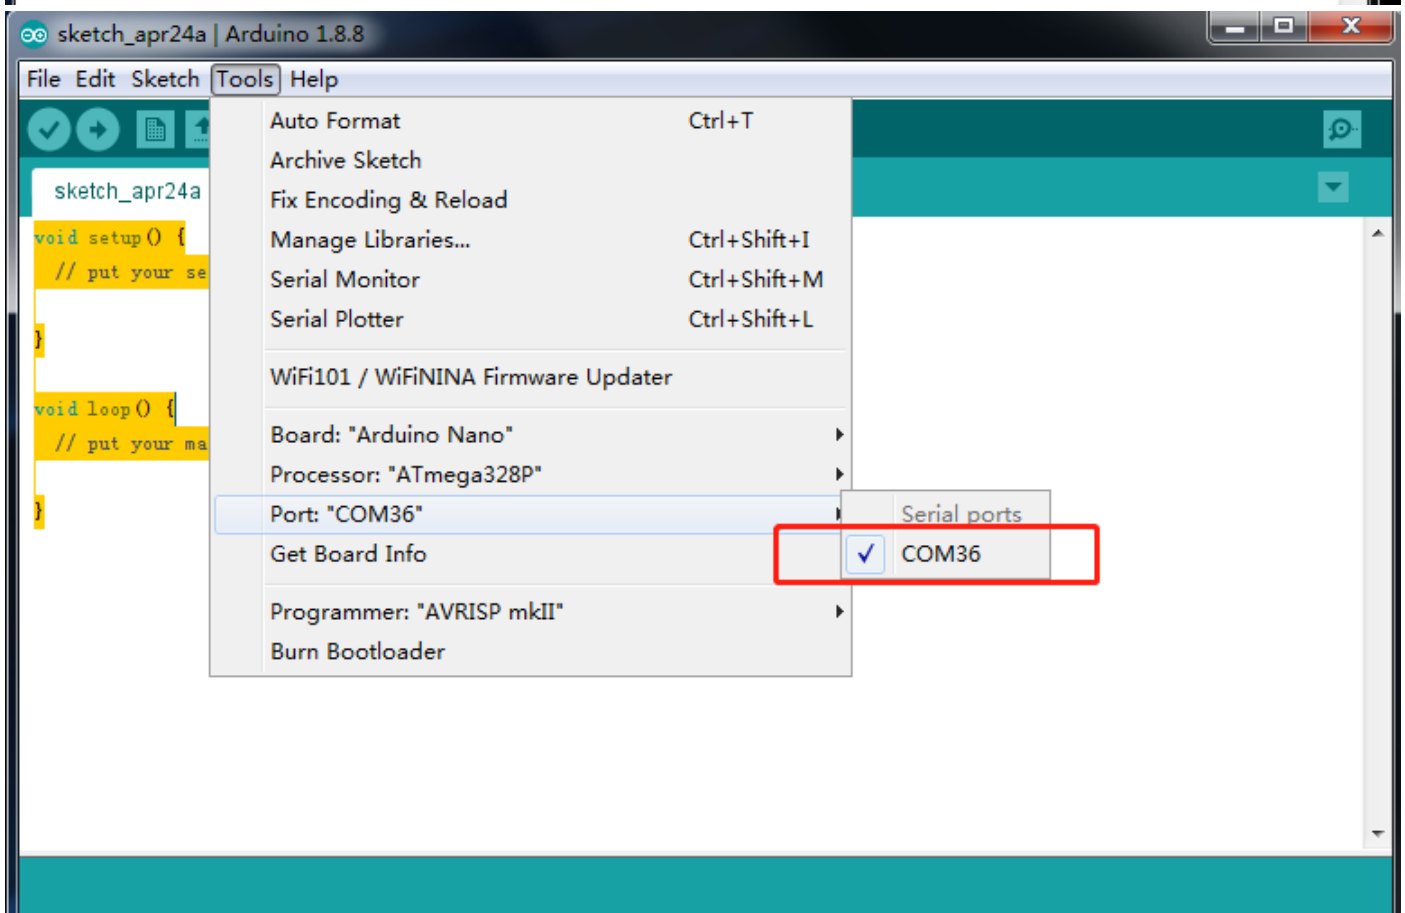 sketch_apr24a | Arduino 1.8.8
File Edit Sketch Tools Help
Auto Format Ctrl+T
Archive Sketch
sketch_apr24a
Fix Encoding & Reload
Manage Libraries... Ctrl+Shift+I
Serial Monitor Ctrl+Shift+M
Serial Plotter Ctrl+Shift+L
WiFi101 / WiFiNINA Firmware Updater
Board: "Arduino Nano"
Processor: "ATmega328P"
Port: "COM36"
Get Board Info
Programmer: "AVRISP mkII"
Burn Bootloader
Serial ports
COM36
void setup() {
// put your se
}
void loop() {
// put your ma
}